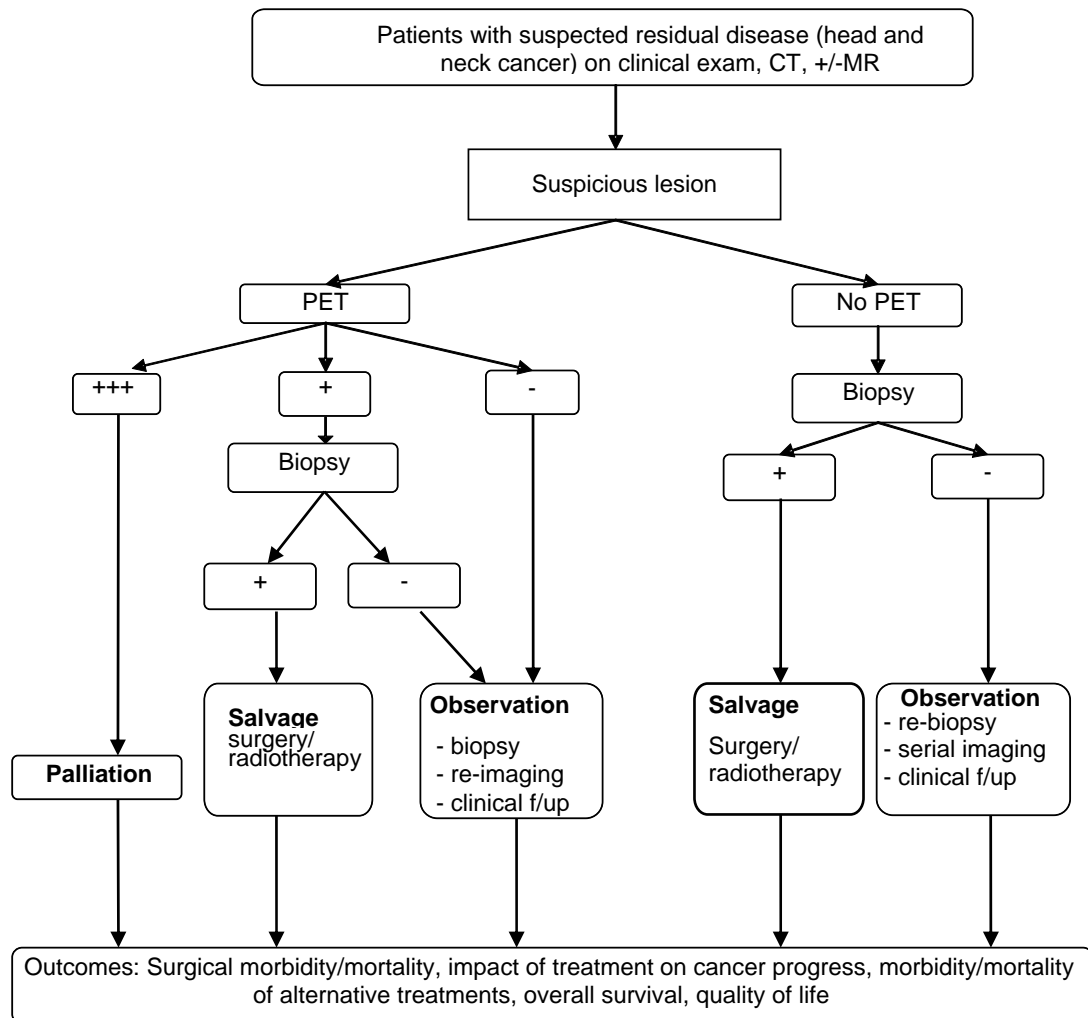 Patients with suspected residual disease (head and
neck cancer) on clinical exam, CT, +/-MR
Suspicious lesion
PET
No PET
+++
+
-
Biopsy
Biopsy
+
-
+
-
Salvage
surgery/
radiotherapy
Observation
- biopsy
- re-imaging
- clinical f/up
Salvage
Surgery/
radiotherapy
Observation
- re-biopsy
- serial imaging
- clinical f/up
Palliation
Outcomes: Surgical morbidity/mortality, impact of treatment on cancer progress, morbidity/mortality
of alternative treatments, overall survival, quality of life